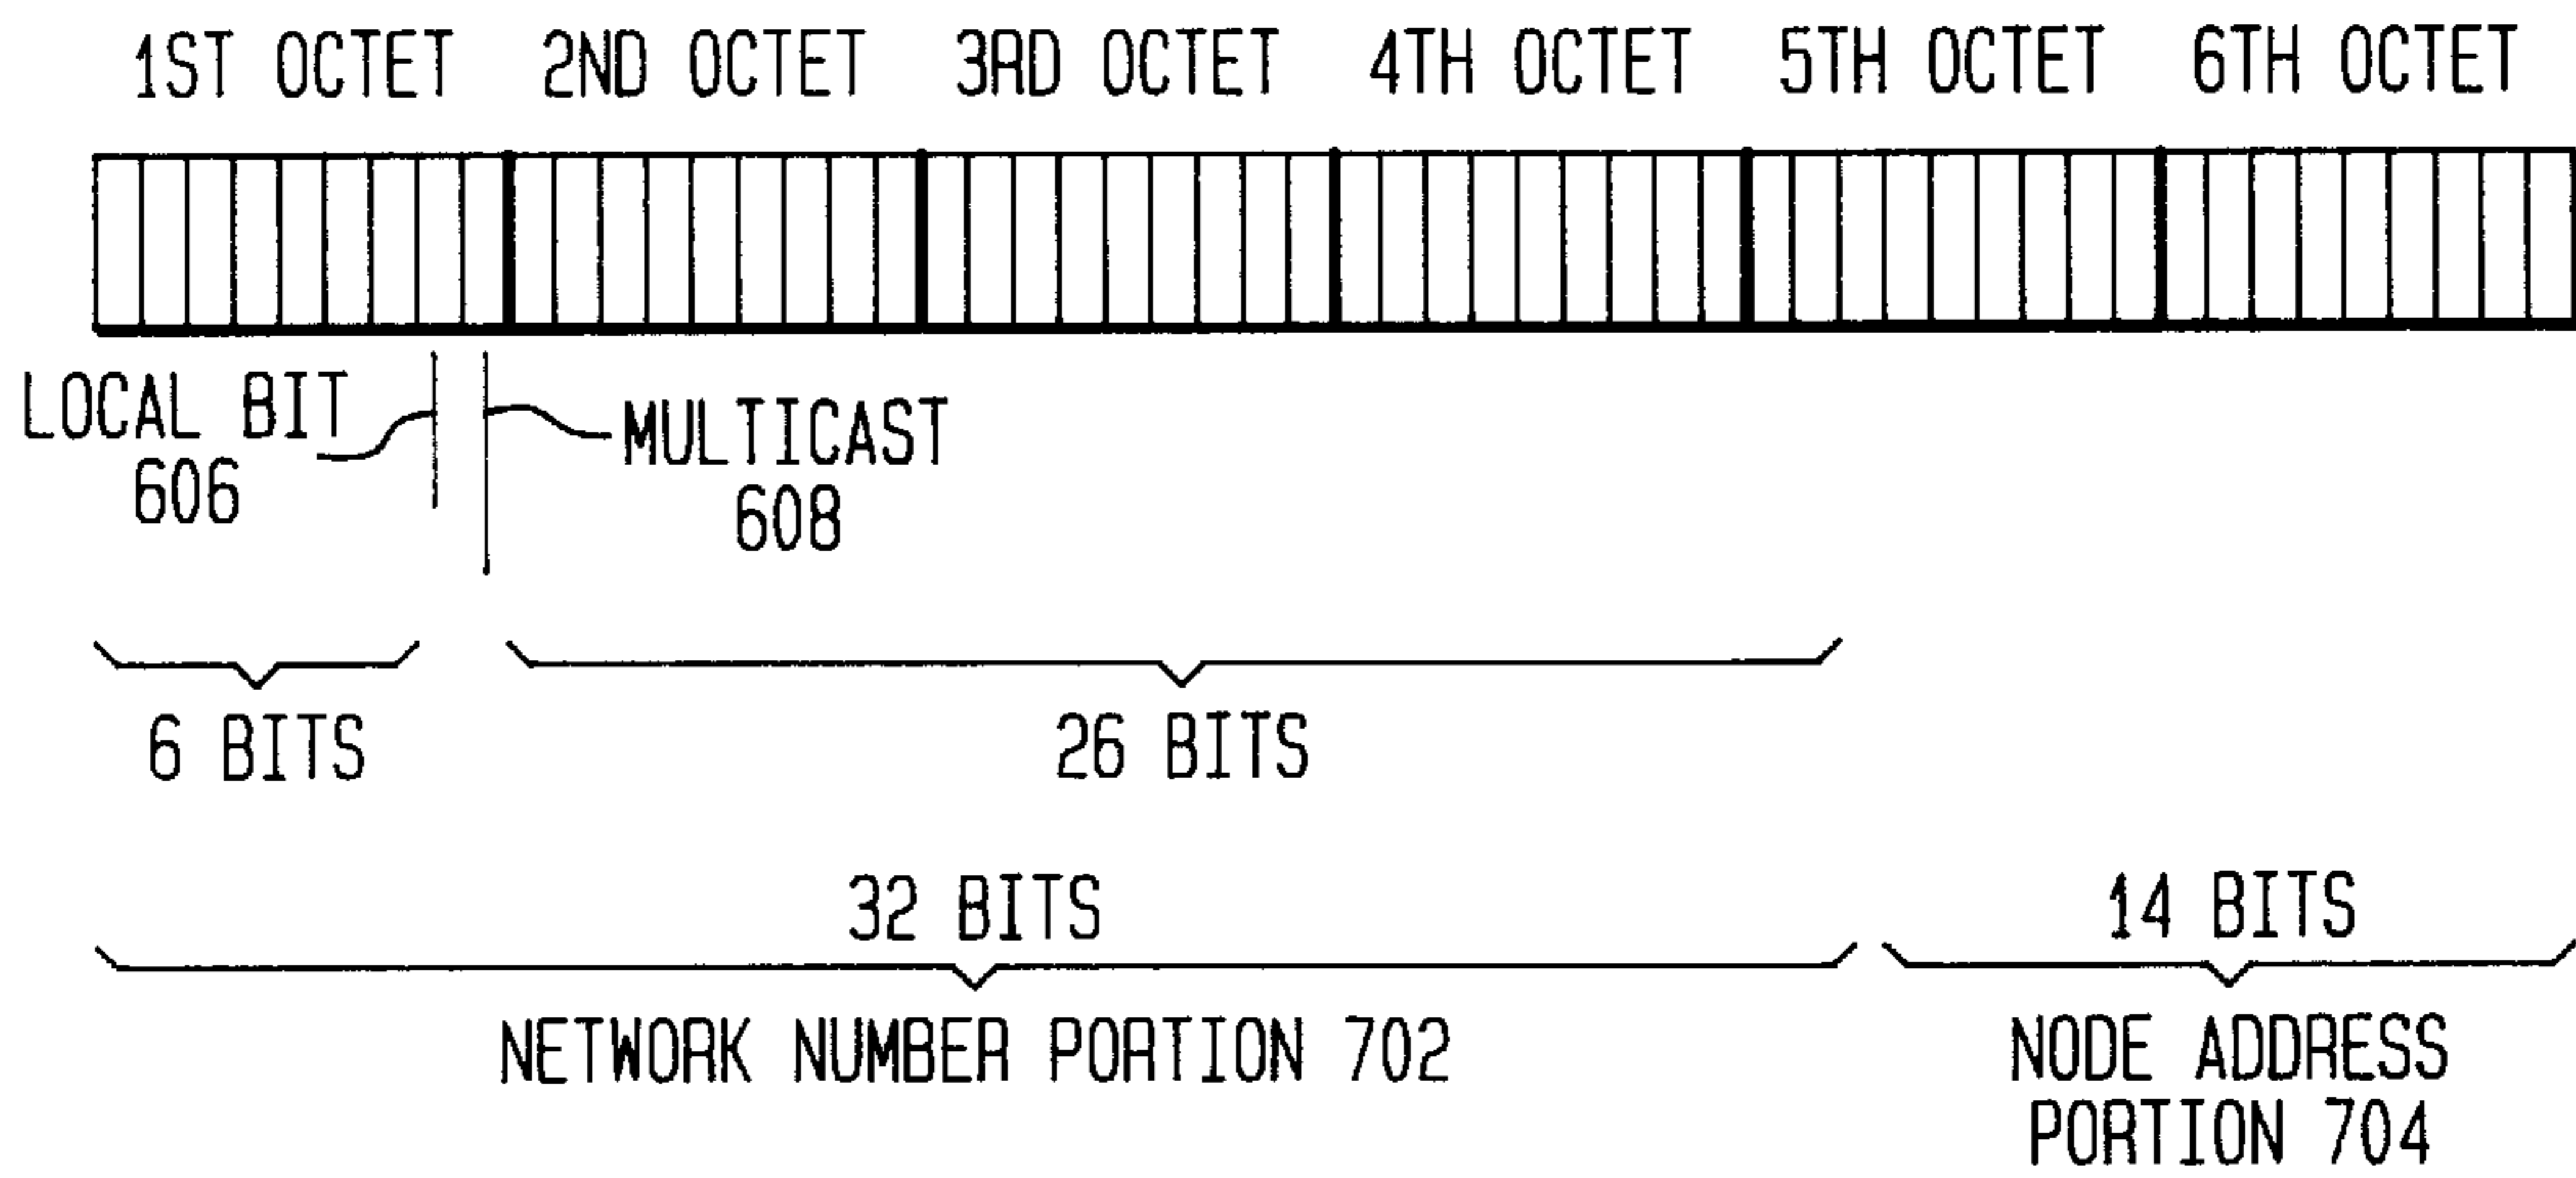 1ST OCTET 2ND OCTET 3RD OCTET 4TH OCTET 5TH OCTET 6TH OCTET
LOCAL BIT
606
MULTICAST
608
6 BITS
26 BITS
32 BITS
14 BITS
NETWORK NUMBER PORTION 702
NODE ADDRESS
PORTION 704